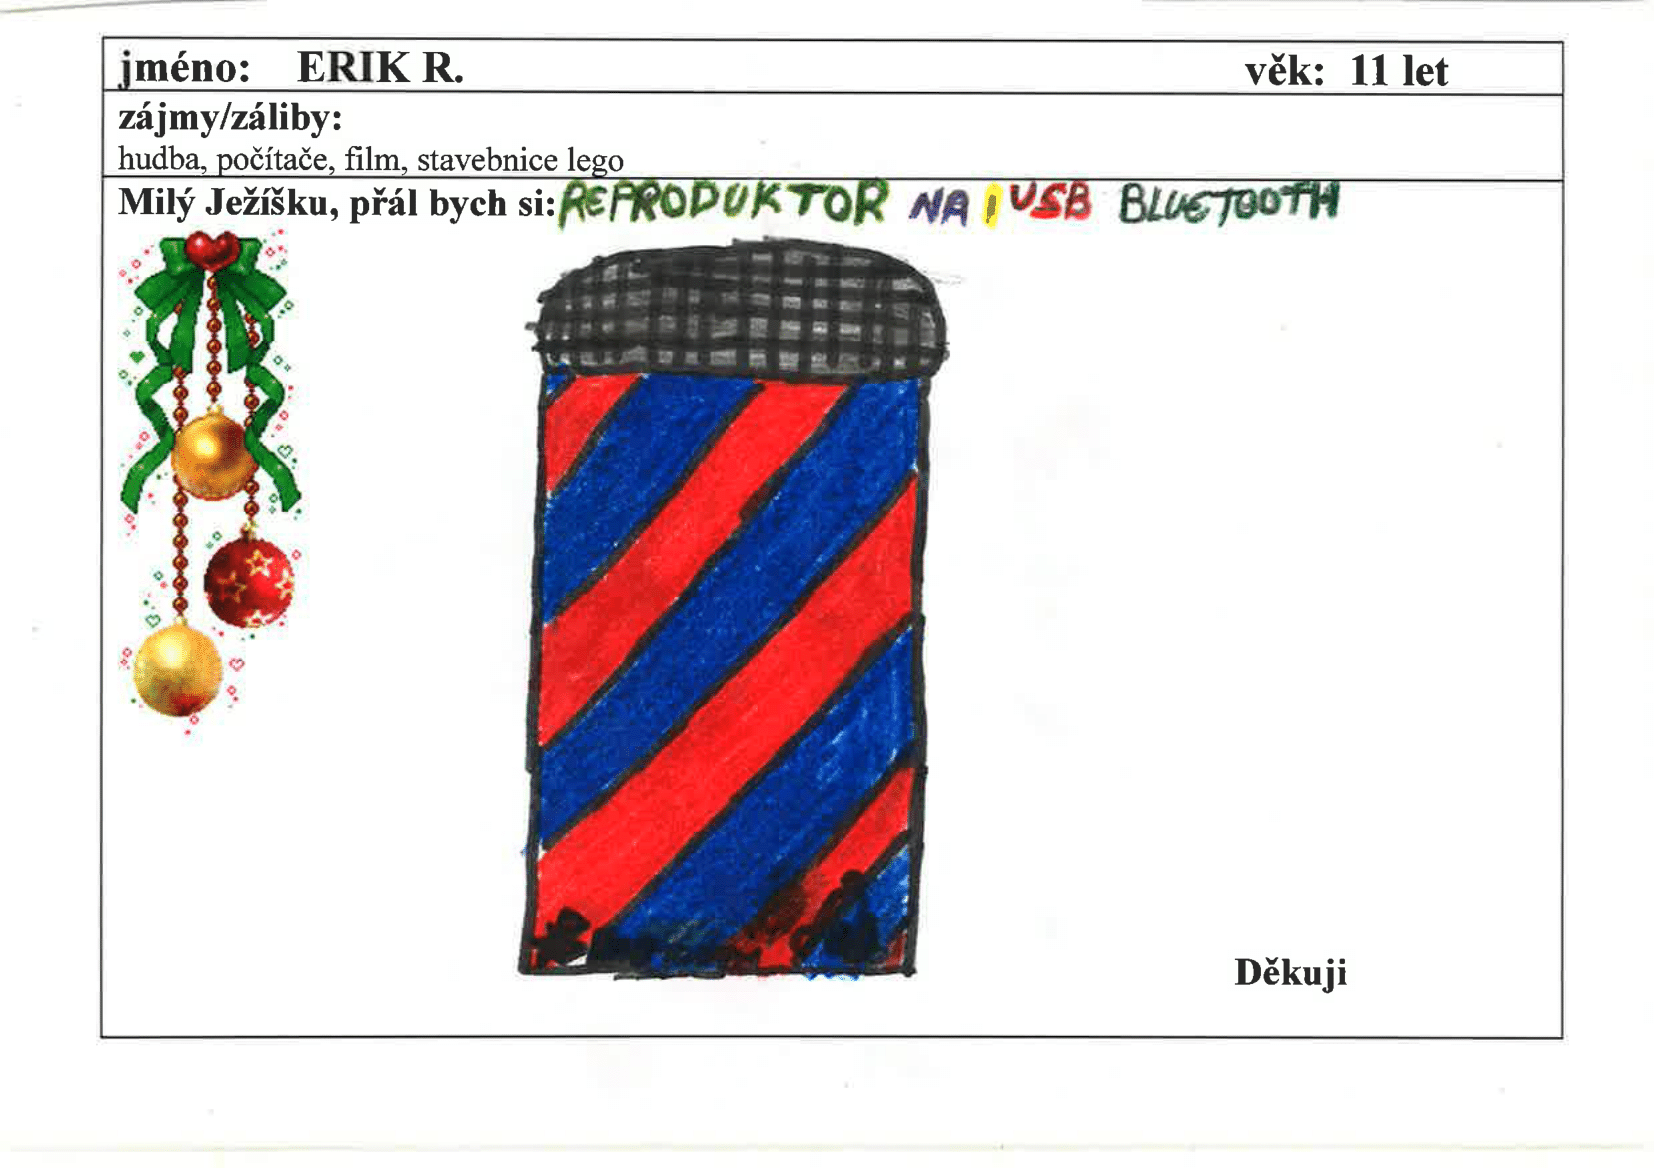 jméno: ERIK R. věk: 11 let
zájmy/záliby:
hudba, počítače, film, stavebnice lego
Milý Ježíšku, přál bych si: REPRODUKTOR NA 1 USB BLUETOOTH
Děkuji